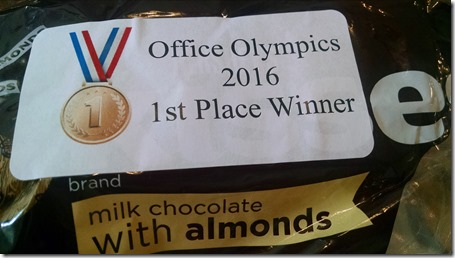 Office Olympics
2016
1st Place Winner
1
e
brand
milk chocolate
with almonds